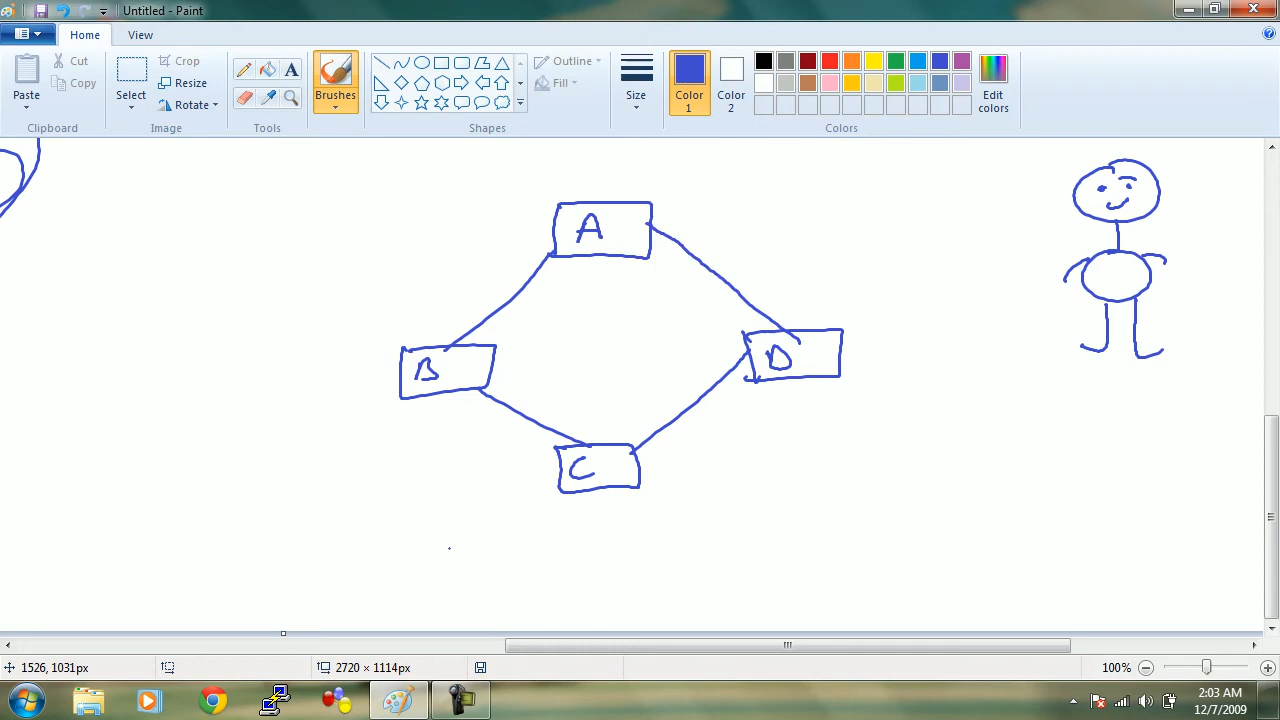 Untitled - Paint
Home View
Paste
Cut
Copy
Clipboard
Select
Crop
Resize
Rotate
Image
A
Tools
Brushes
Outline
Fill
Shapes
Size
Color 1
Color 2
Edit colors
Colors
A
B
D
C
1526, 1031px
2720 × 1114px
100%
2:03 AM
12/7/2009